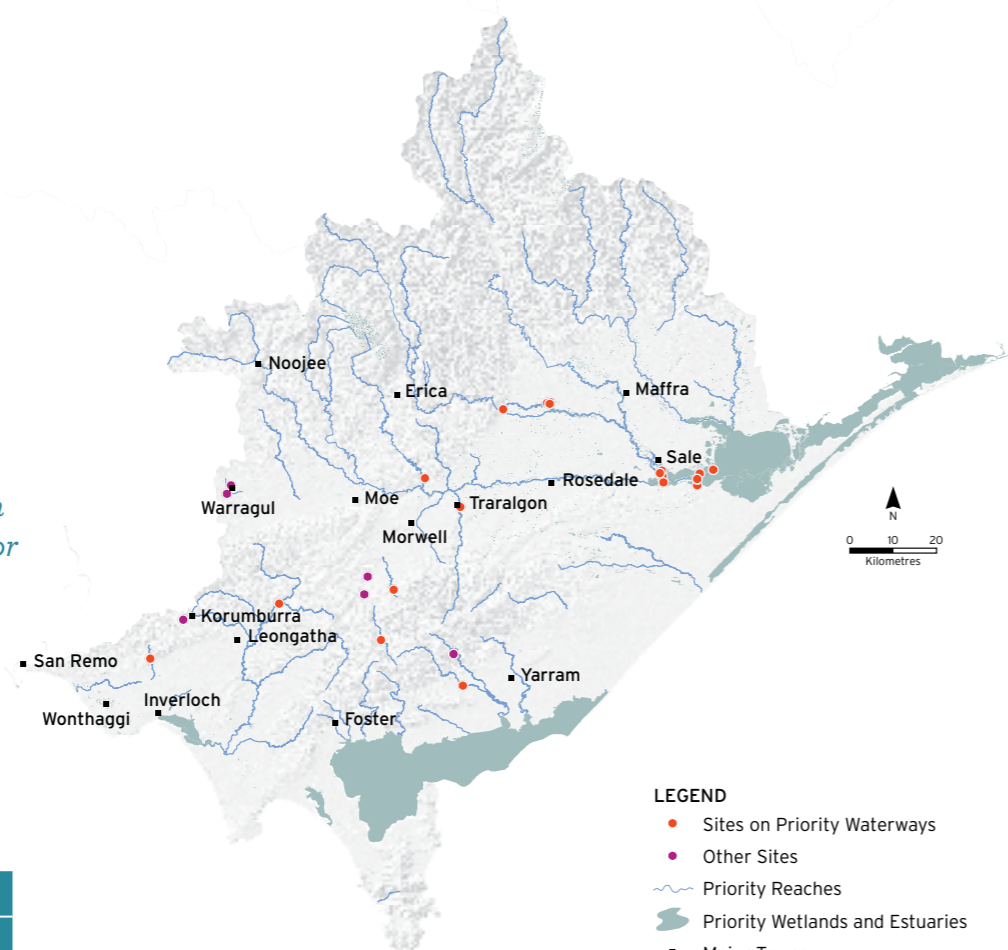 Noojee
Erica
Maffra
Sale
Rosedale
Warragul
Moe
Traralgon
Morwell
N
0 10 20
Kilometres
or
Korumburra
Leongatha
San Remo
Yarram
Inverloch
Wonthaggi
Foster
LEGEND
Sites on Priority Waterways
Other Sites
Priority Reaches
Priority Wetlands and Estuaries